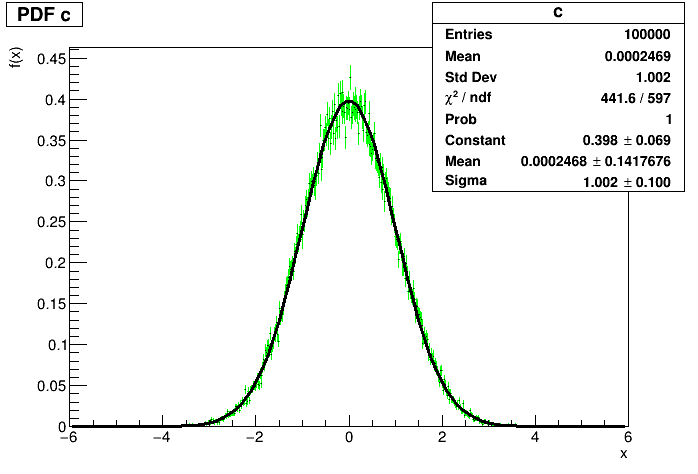 PDF c
c
Entries 100000
Mean 0.0002469
Std Dev 1.002
χ² / ndf 441.6 / 597
Prob 1
Constant 0.398 ± 0.069
Mean 0.0002468 ± 0.1417676
Sigma 1.002 ± 0.100
f(x)
0.45
0.4
0.35
0.3
0.25
0.2
0.15
0.1
0.05
0
−6 −4 −2 0 2 4 6
x